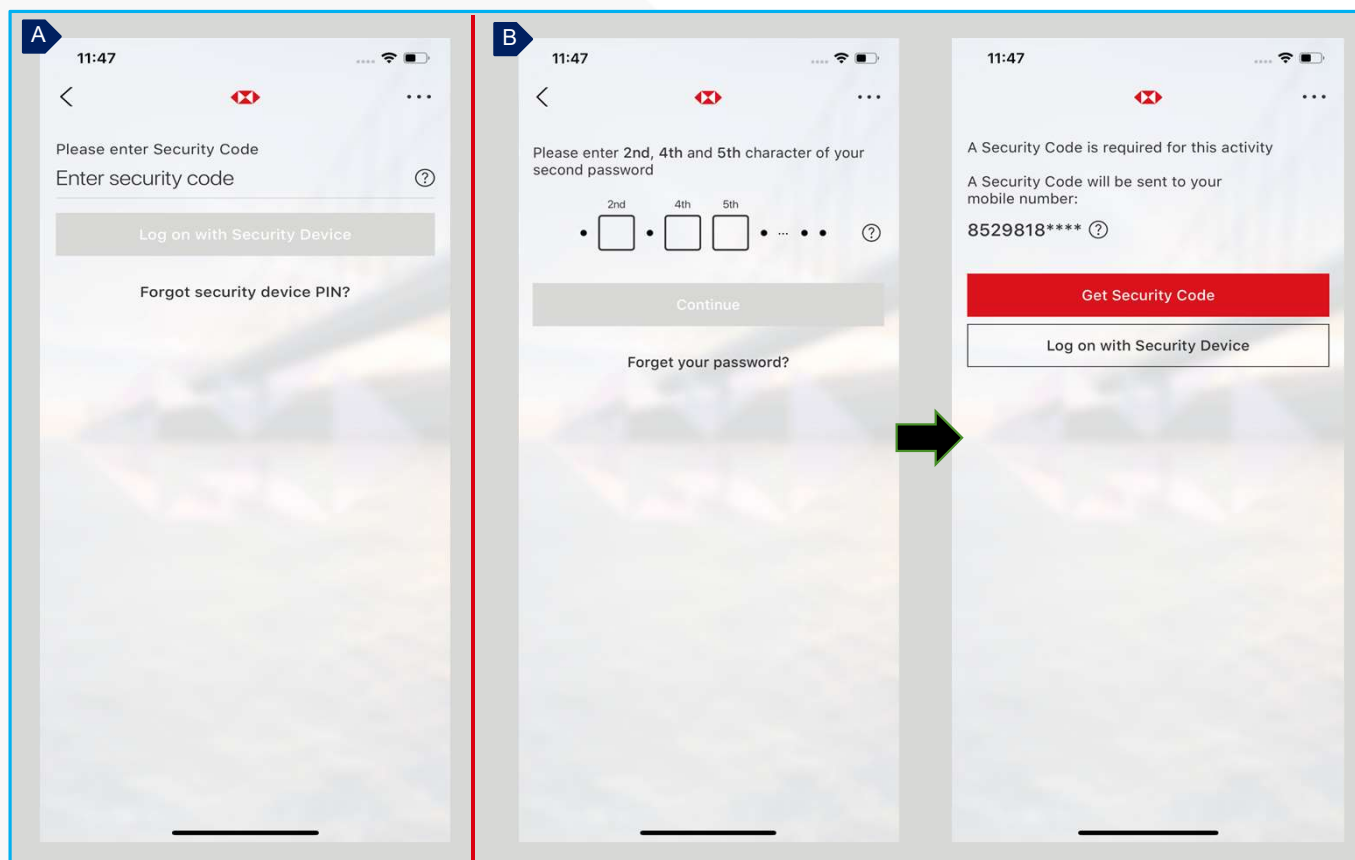 A
11:47
Please enter Security Code
Enter security code
Log on with Security Device
Forgot security device PIN?
B
11:47
Please enter 2nd, 4th and 5th character of your
second password
2nd 4th 5th
Continue
Forget your password?
11:47
A Security Code is required for this activity
A Security Code will be sent to your
mobile number:
8529818****
Get Security Code
Log on with Security Device